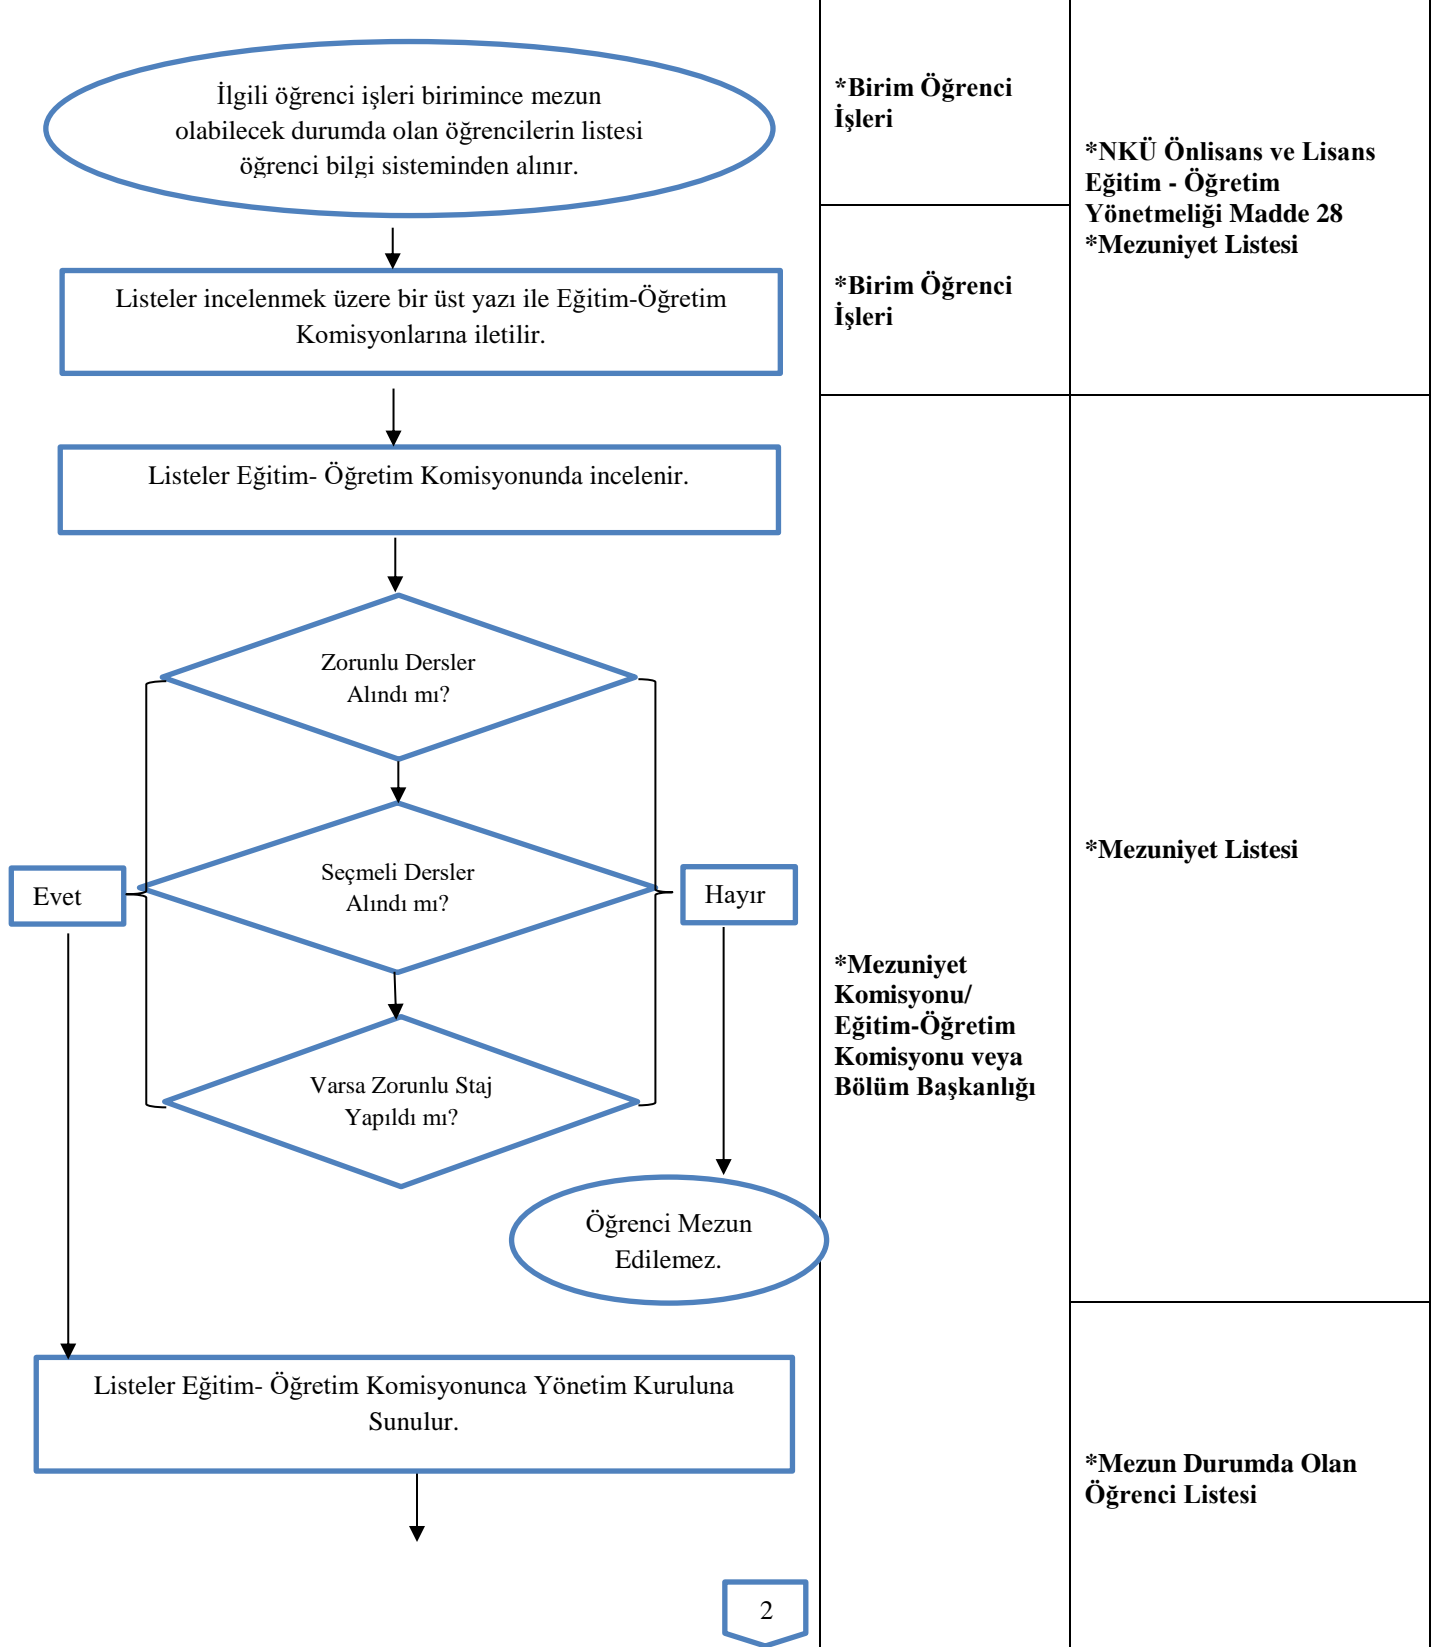 İlgili öğrenci işleri birimince mezun
olabilecek durumda olan öğrencilerin listesi
öğrenci bilgi sisteminden alınır.
*Birim Öğrenci
İşleri
*NKÜ Önlisans ve Lisans
Eğitim - Öğretim
Yönetmeliği Madde 28
*Mezuniyet Listesi
Listeler incelenmek üzere bir üst yazı ile Eğitim-Öğretim
Komisyonlarına iletilir.
*Birim Öğrenci
İşleri
Listeler Eğitim- Öğretim Komisyonunda incelenir.
Zorunlu Dersler
Alındı mı?
Seçmeli Dersler
Alındı mı?
Evet
Hayır
Varsa Zorunlu Staj
Yapıldı mı?
*Mezuniyet
Komisyonu/
Eğitim-Öğretim
Komisyonu veya
Bölüm Başkanlığı
*Mezuniyet Listesi
Öğrenci Mezun
Edilemez.
Listeler Eğitim- Öğretim Komisyonunca Yönetim Kuruluna
Sunulur.
*Mezun Durumda Olan
Öğrenci Listesi
2